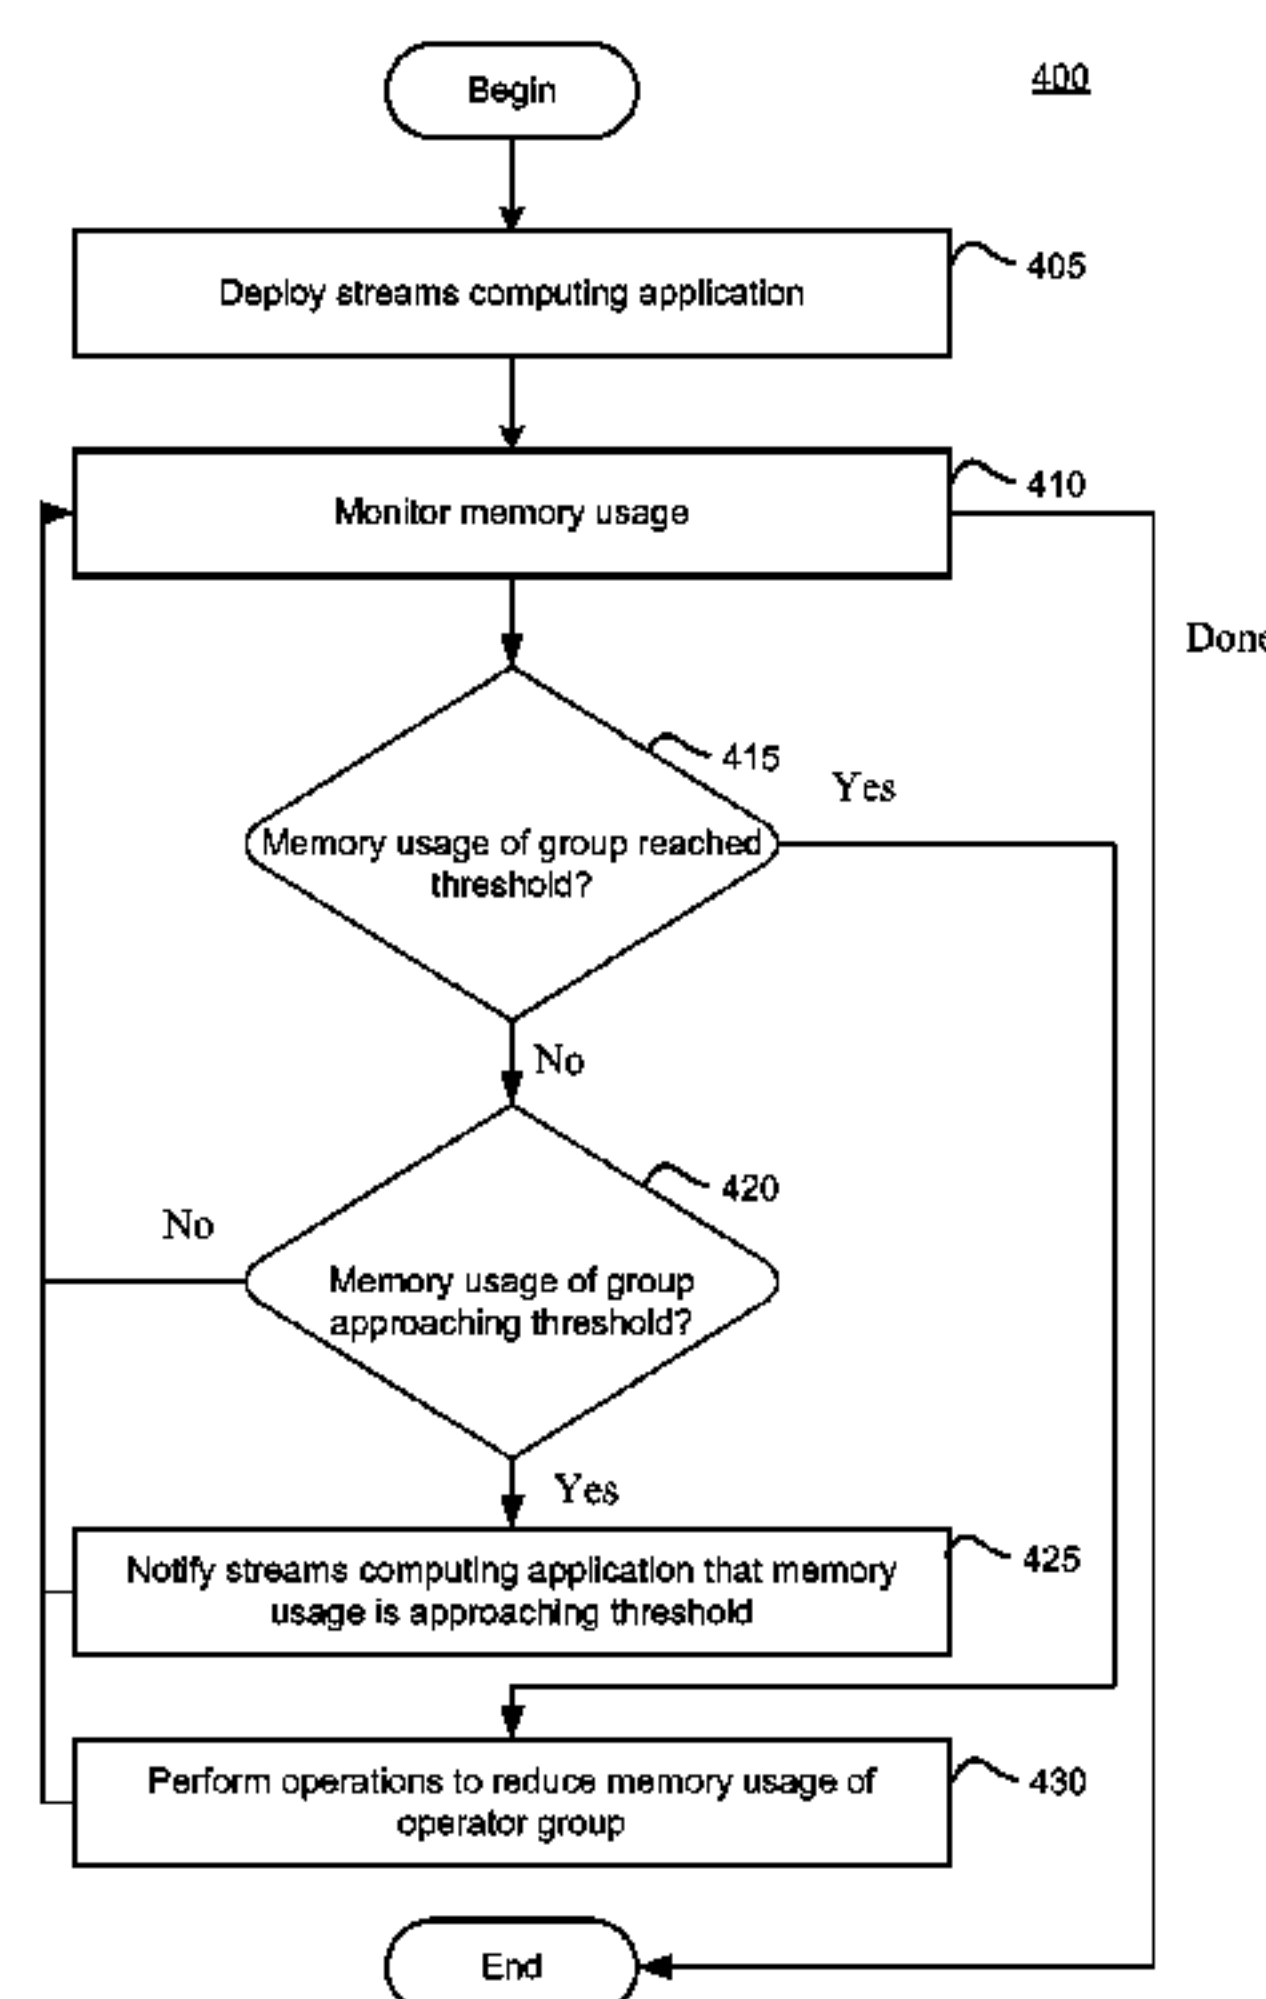 Begin
400
Deploy streams computing application
405
Monitor memory usage
410
Done
415
Yes
Memory usage of group reached
threshold?
No
420
No
Memory usage of group
approaching threshold?
Yes
Notify streams computing application that memory
usage is approaching threshold
425
Perform operations to reduce memory usage of
operator group
430
End